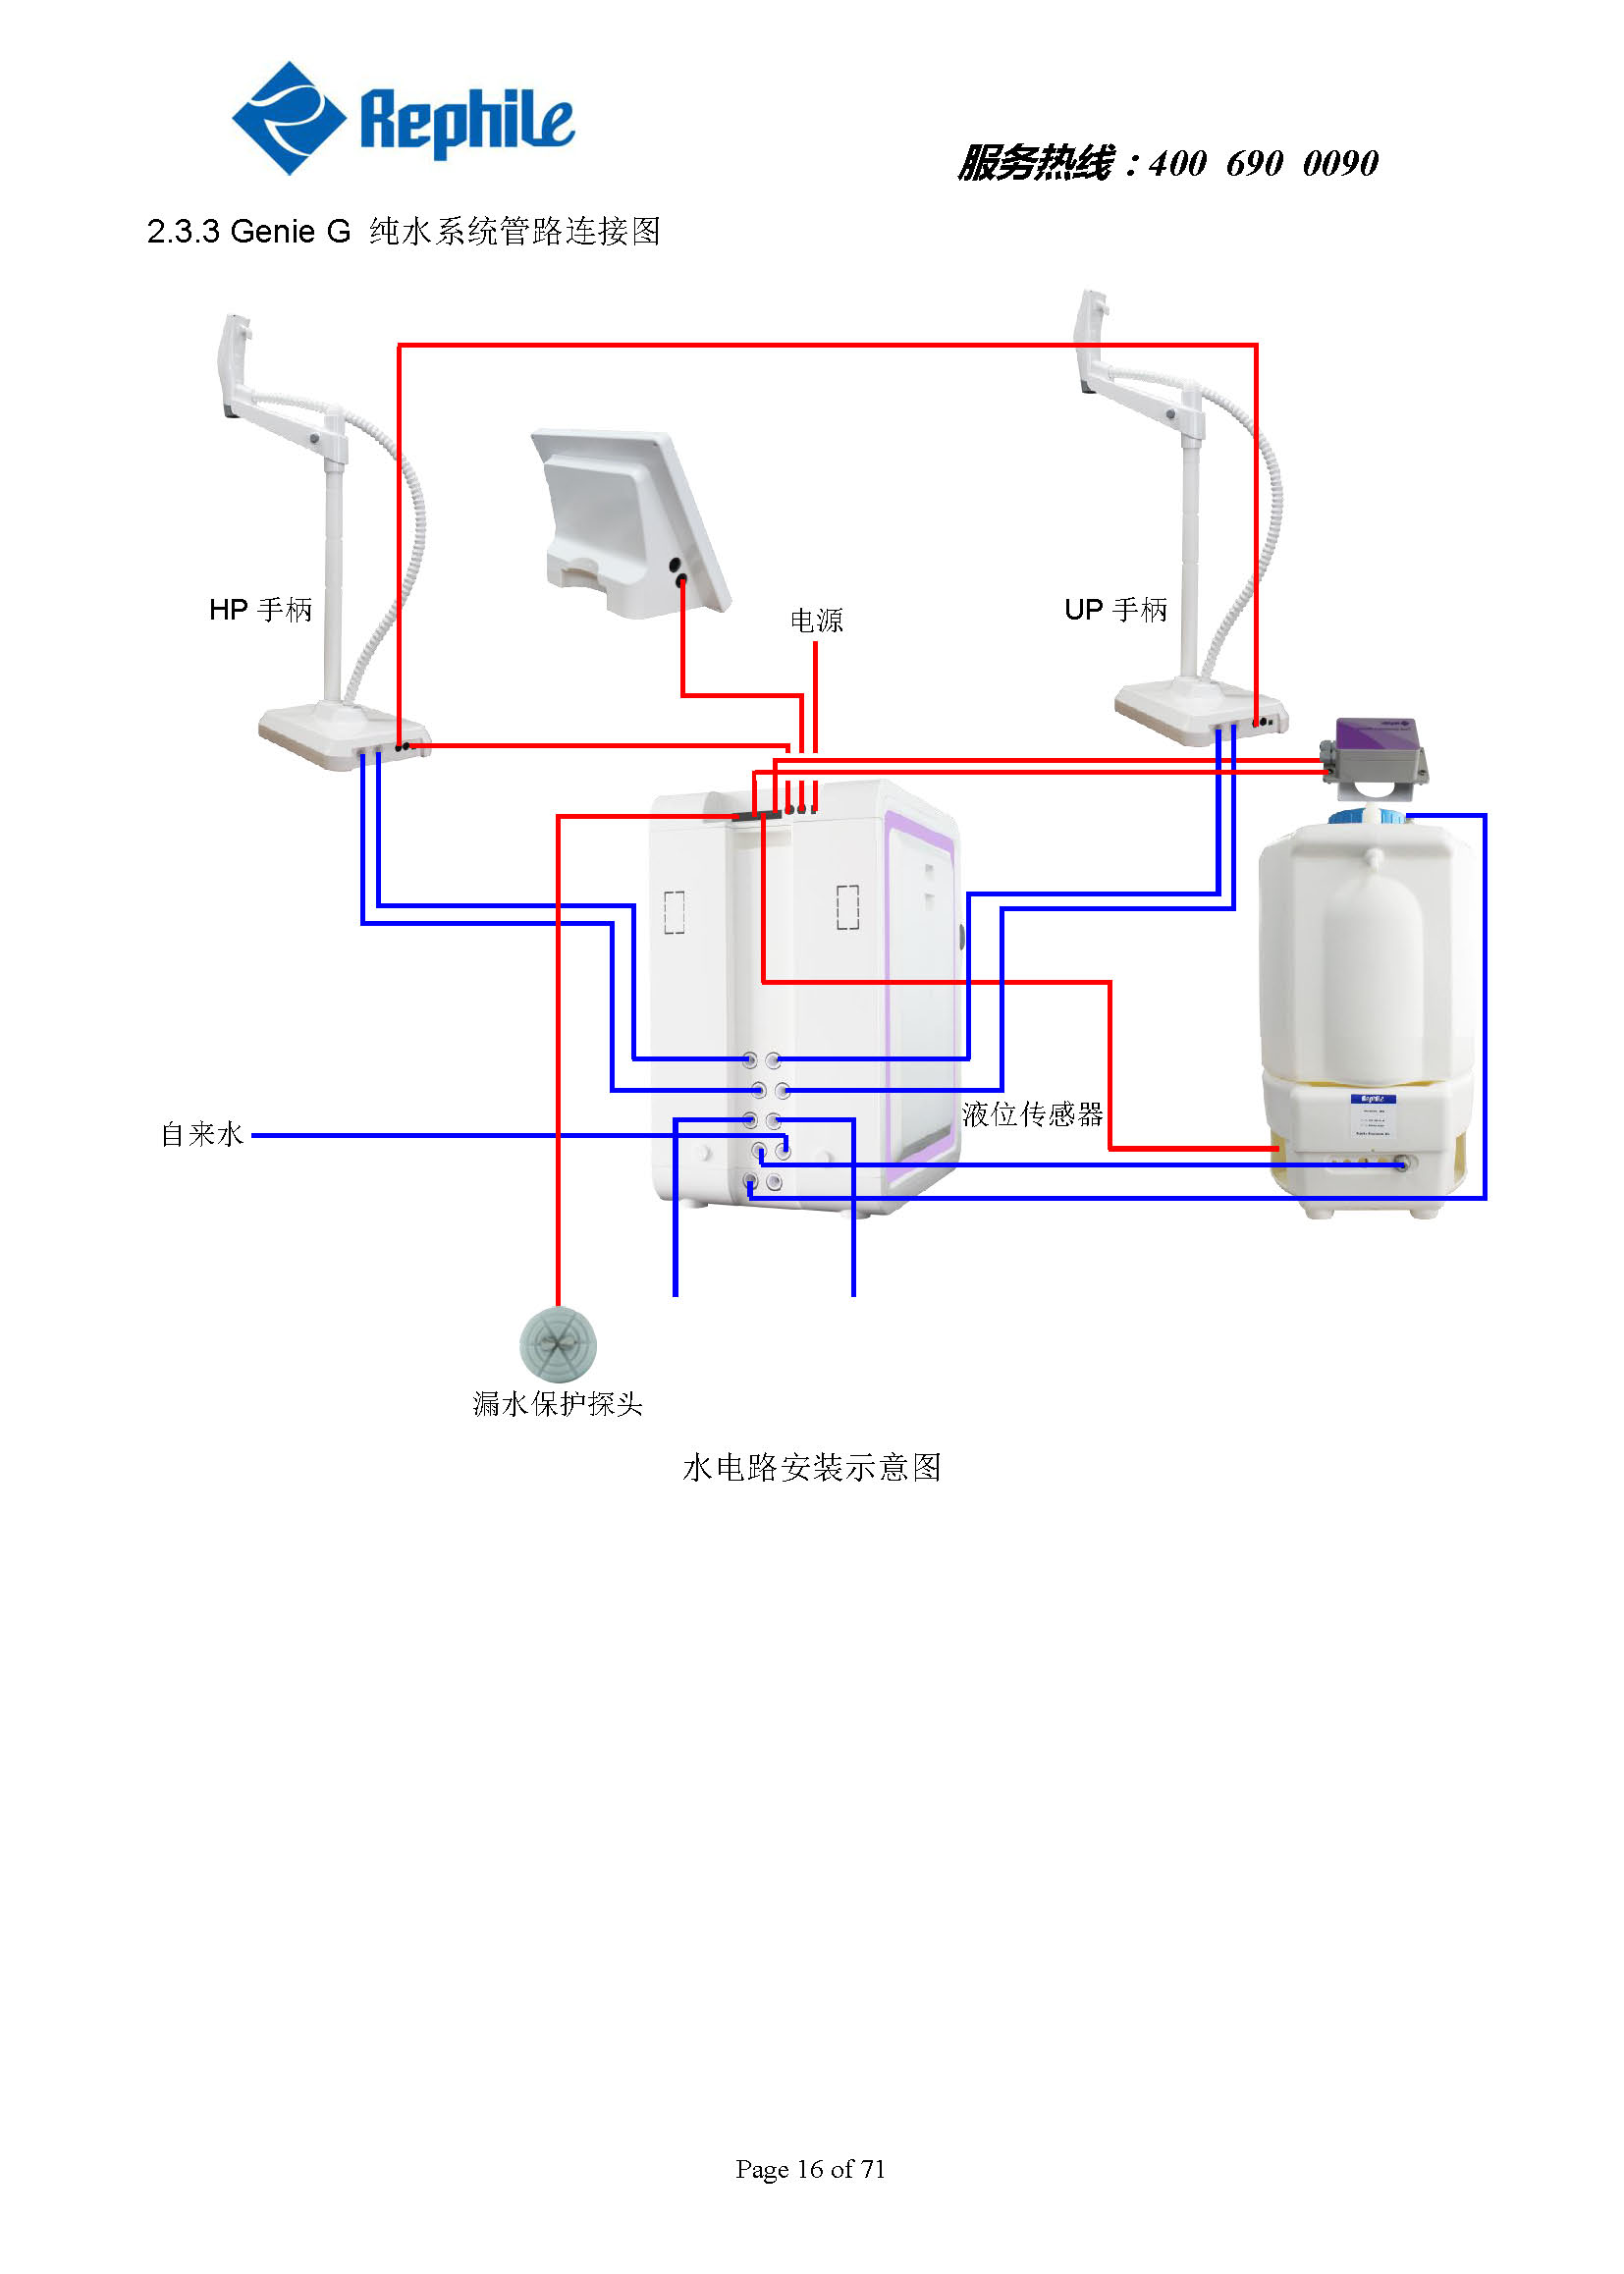 Rephile
服务热线：400 690 0090
2.3.3 Genie G 纯水系统管路连接图
HP 手柄
UP 手柄
电源
液位传感器
自来水
Rephile
漏水保护探头
水电路安装示意图
Page 16 of 71